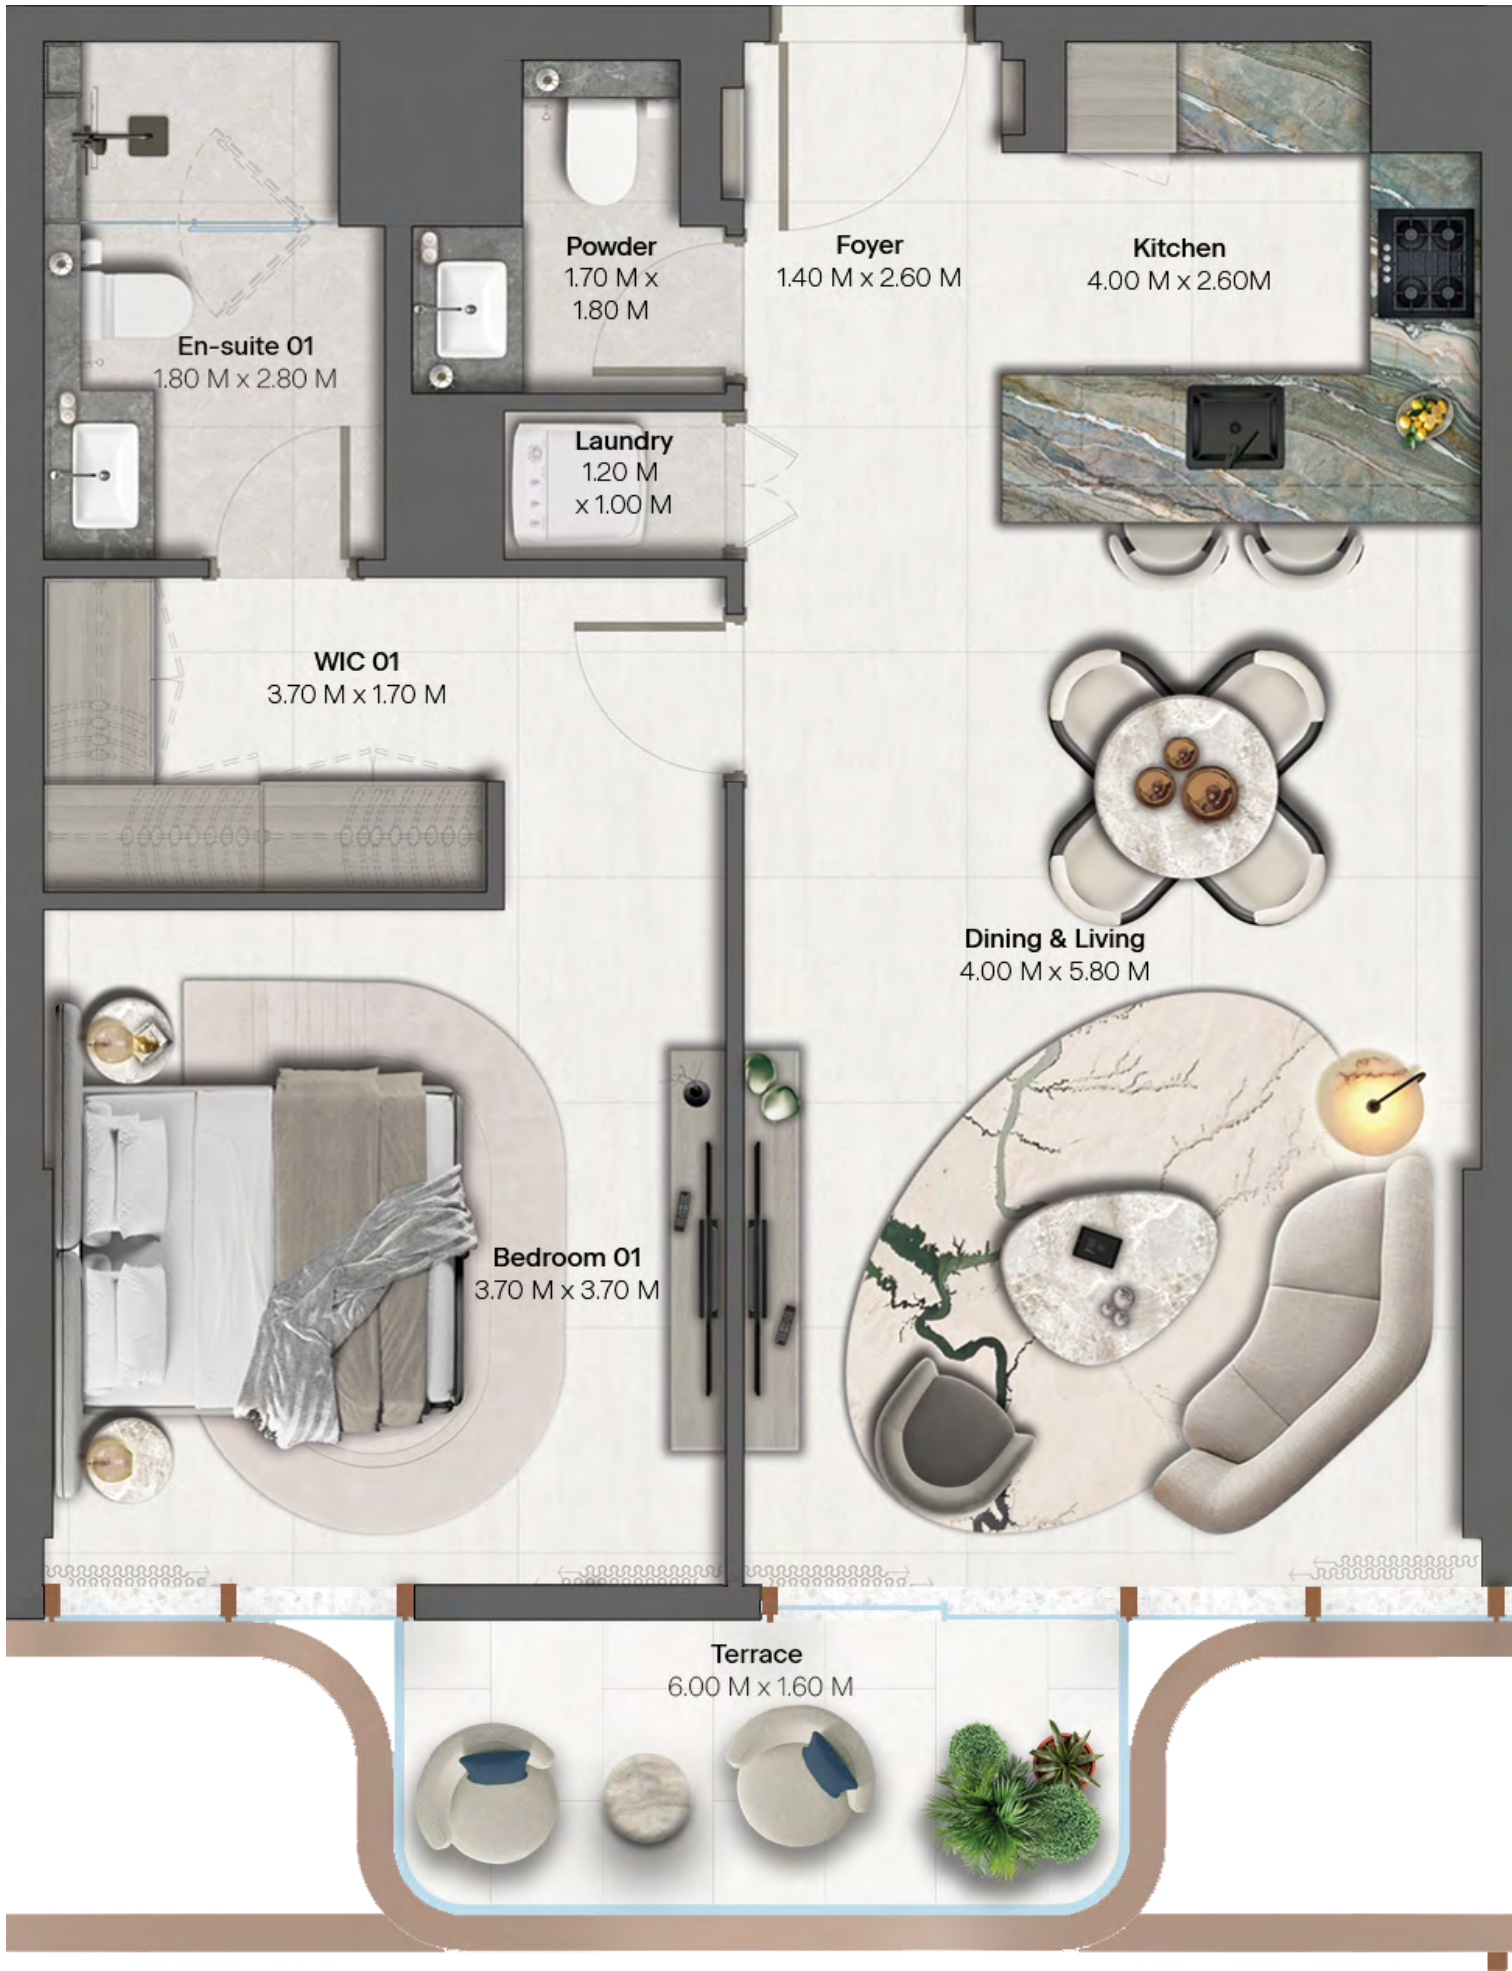 Powder
1.70 M x
1.80 M
Foyer
1.40 M x 2.60 M
Kitchen
4.00 M x 2.60M
En-suite 01
1.80 M x 2.80 M
Laundry
1.20 M
x 1.00 M
WIC 01
3.70 M x 1.70 M
Dining & Living
4.00 M x 5.80 M
Bedroom 01
3.70 M x 3.70 M
Terrace
6.00 M x 1.60 M